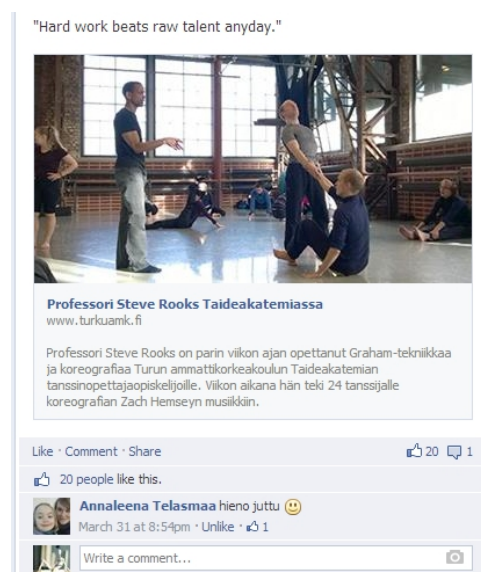 "Hard work beats raw talent anyday."
Professori Steve Rooks Taideakatemiassa
www.turkuamk.fi
Professori Steve Rooks on parin viikon ajan opettanut Graham-tekniikkaa
ja koreografiaa Turun ammattikorkeakoulun Taideakatemian
tanssinopettajaopiskelijoille. Viikon aikana hän teki 24 tanssijalle
koreografian Zach Hemseyn musiikkiin.
Like · Comment · Share 20 1
20 people like this.
Annaleena Telasmaa hieno juttu
March 31 at 8:54pm · Unlike · 1
Write a comment...